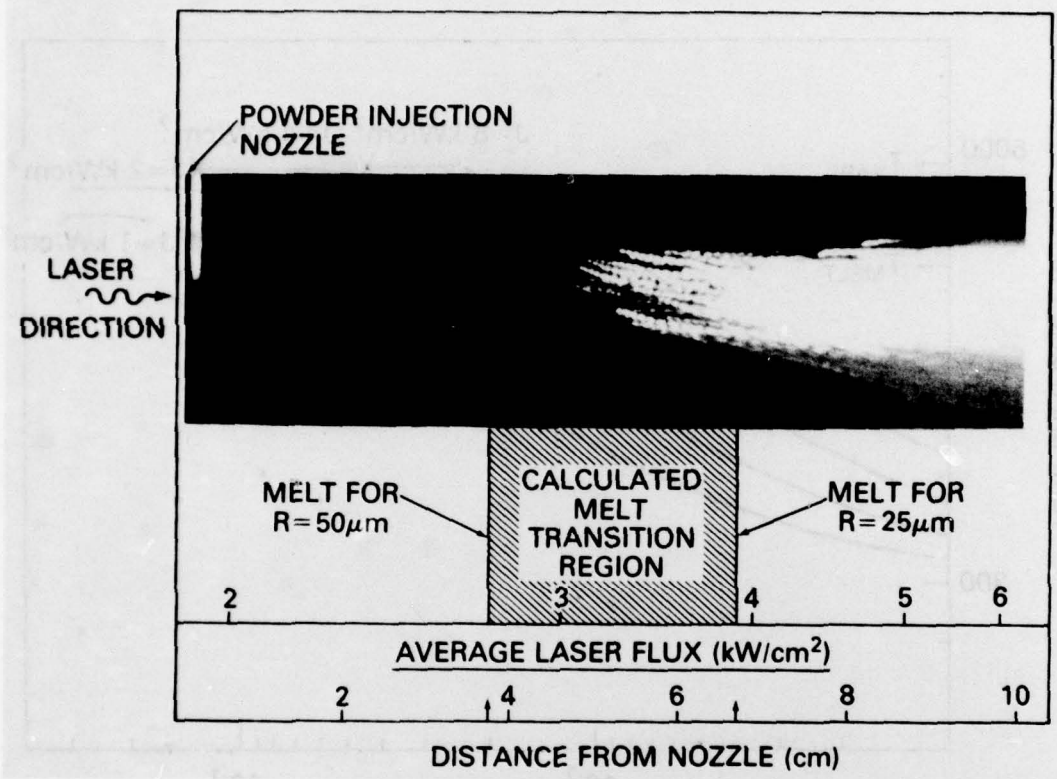 POWDER INJECTION
NOZZLE
LASER
DIRECTION
MELT FOR
R=50μm
CALCULATED
MELT
TRANSITION
REGION
MELT FOR
R=25μm
2 3 4 5 6
AVERAGE LASER FLUX (kW/cm²)
2 4 6 8 10
DISTANCE FROM NOZZLE (cm)